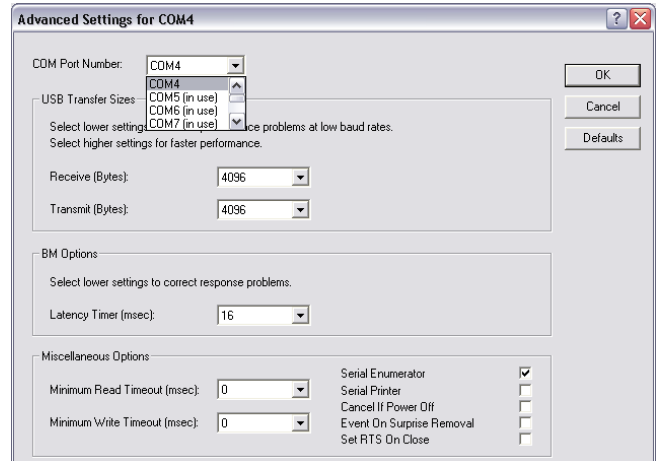 Advanced Settings for COM4
COM Port Number:
COM4
COM4
COM5 (in use)
COM6 (in use)
COM7 (in use)
OK
Cancel
Defaults
USB Transfer Sizes
Select lower settings ce problems at low baud rates.
Select higher settings for faster performance.
Receive (Bytes):
4096
Transmit (Bytes):
4096
BM Options
Select lower settings to correct response problems.
Latency Timer (msec):
16
Miscellaneous Options
Minimum Read Timeout (msec):
0
Minimum Write Timeout (msec):
0
Serial Enumerator
Serial Printer
Cancel If Power Off
Event On Surprise Removal
Set RTS On Close